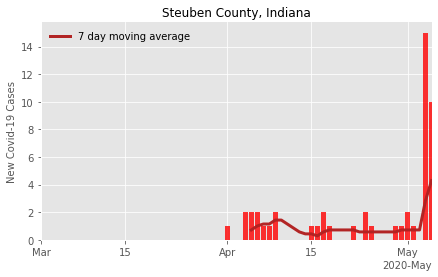 Steuben County, Indiana
7 day moving average
New Covid-19 Cases
14
12
10
8
6
4
2
0
Mar
15
Apr
15
May
2020-May